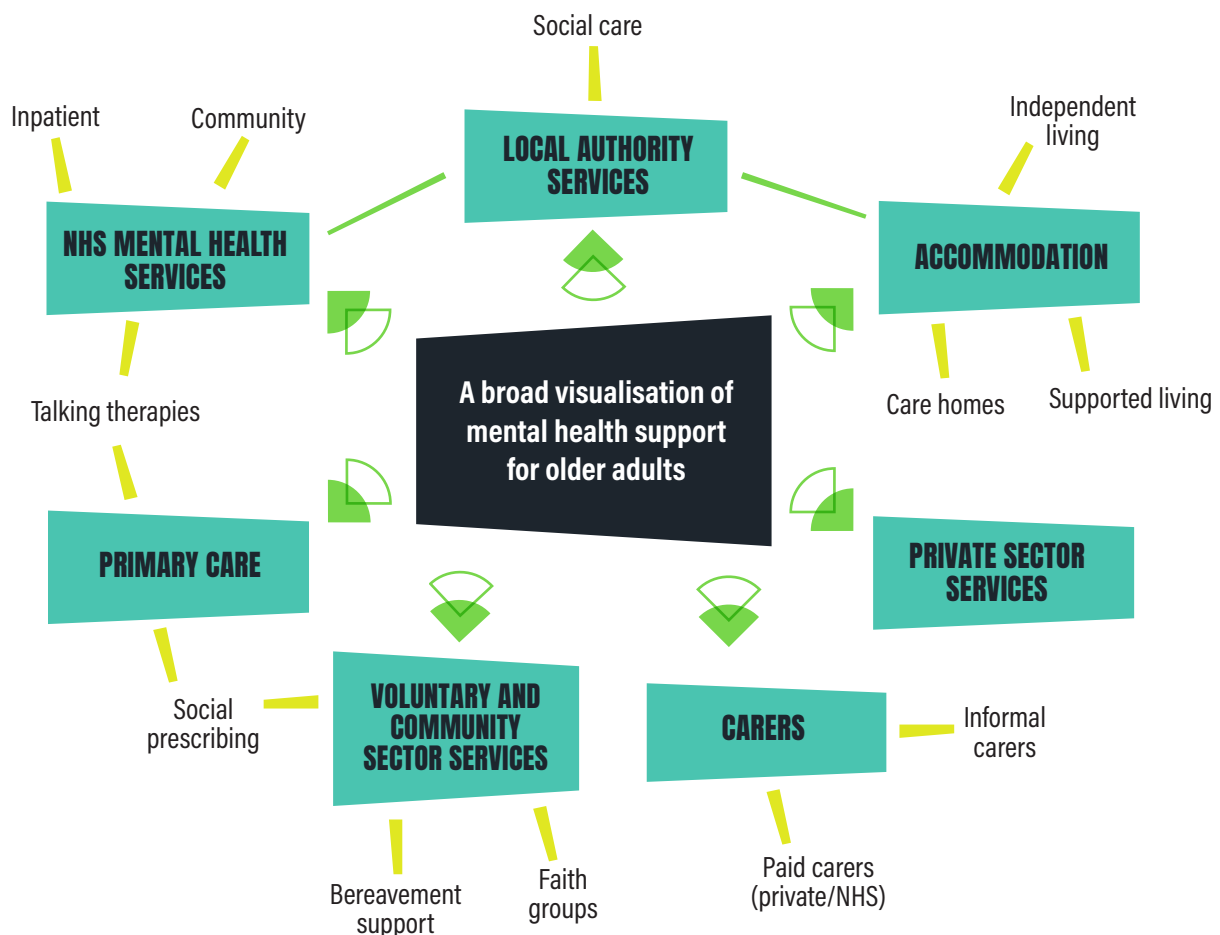 Social care
Inpatient
Community
Independent
living
LOCAL AUTHORITY
SERVICES
NHS MENTAL HEALTH
SERVICES
ACCOMMODATION
A broad visualisation of
mental health support
for older adults
Talking therapies
Care homes
Supported living
PRIMARY CARE
PRIVATE SECTOR
SERVICES
Social
prescribing
VOLUNTARY AND
COMMUNITY
SECTOR SERVICES
CARERS
Informal
carers
Bereavement
support
Faith
groups
Paid carers
(private/NHS)